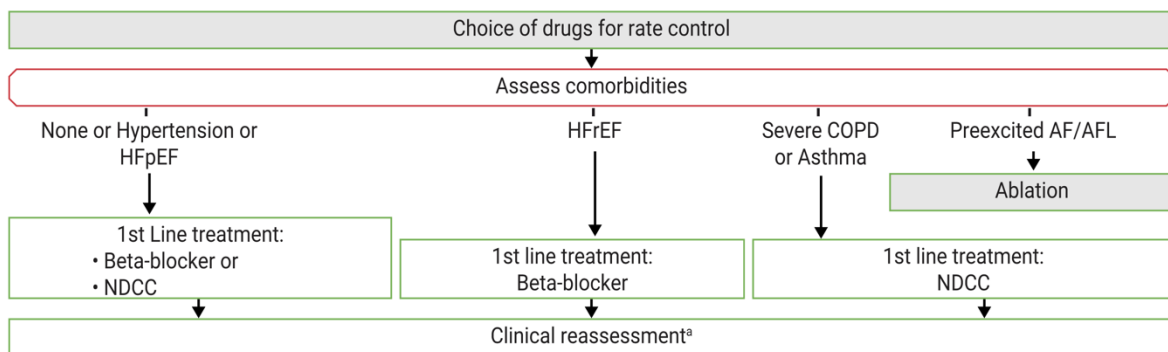 Choice of drugs for rate control
Assess comorbidities
None or Hypertension or
HFpEF
HFrEF
Severe COPD
or Asthma
Preexcited AF/AFL
Ablation
1st Line treatment:
• Beta-blocker or
• NDCC
1st line treatment:
Beta-blocker
1st line treatment:
NDCC
Clinical reassessmentᵃ